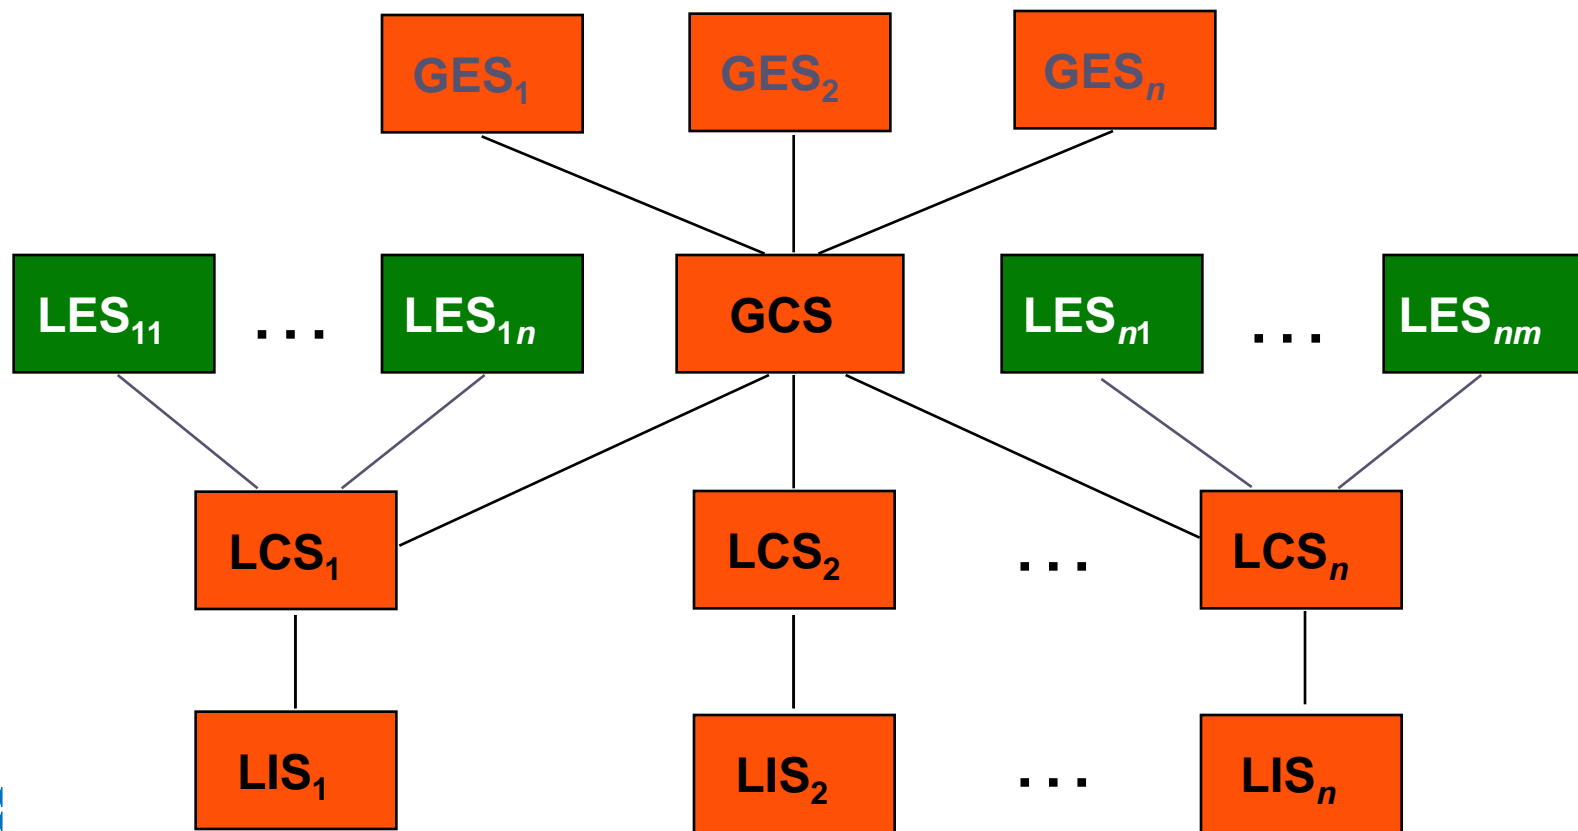 GES₁ GES₂ GESₙ
LES₁₁ ... LES₁ₙ GCS LESₙ₁ ... LESₙₘ
LCS₁ LCS₂ ... LCSₙ
LIS₁ LIS₂ ... LISₙ